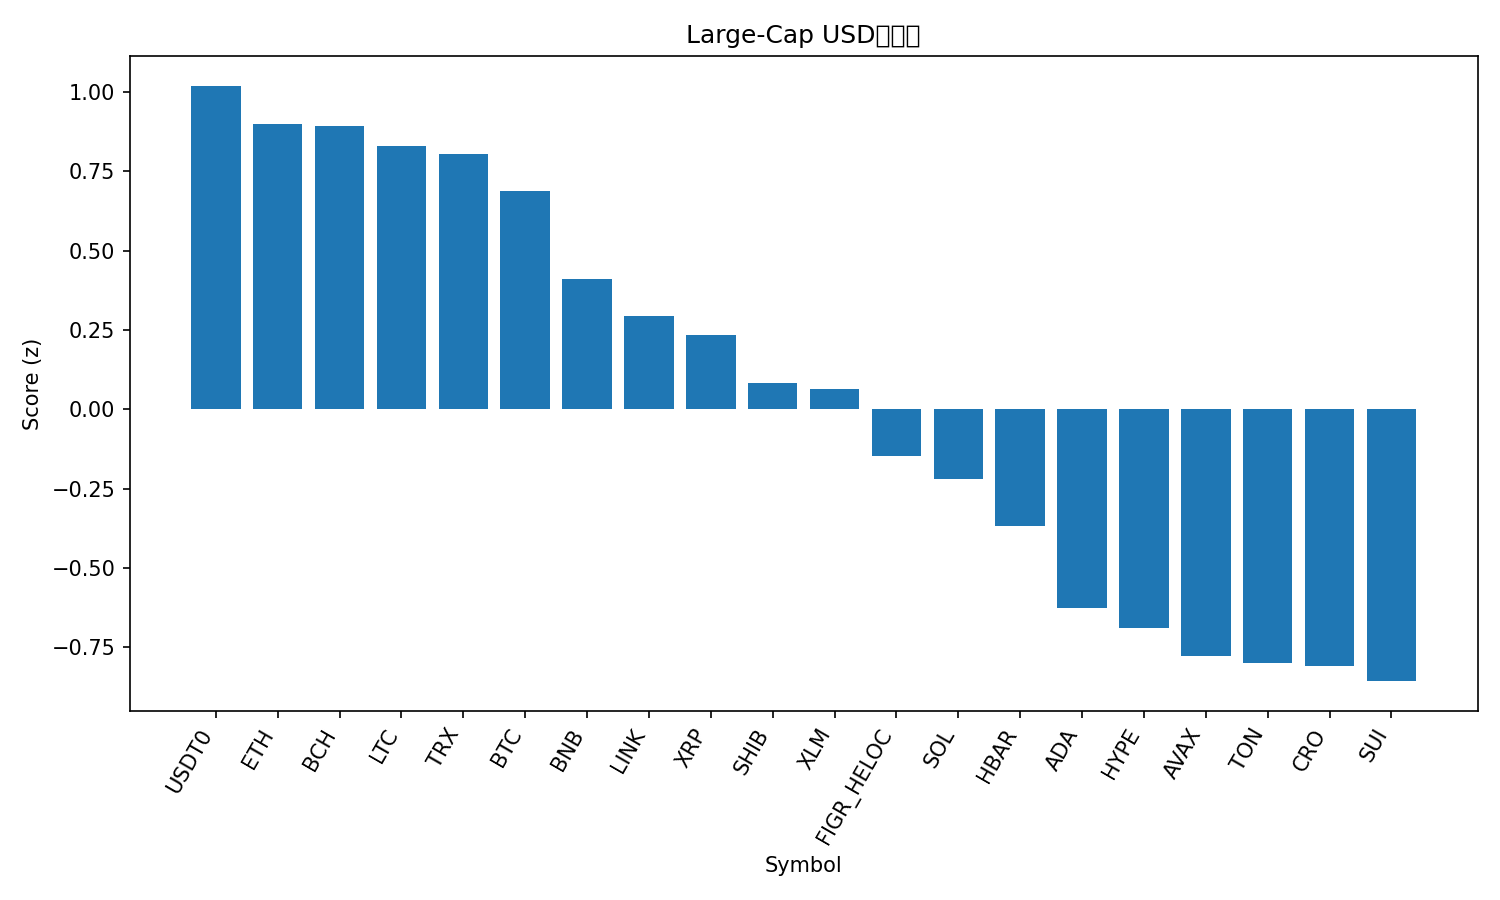 Large-Cap USD
1.00
0.75
0.50
0.25
0.00
−0.25
−0.50
−0.75
Score (z)
USDT0
ETH
BCH
LTC
TRX
BTC
BNB
LINK
XRP
SHIB
XLM
FIGR_HELOC
SOL
HBAR
ADA
HYPE
AVAX
TON
CRO
SUI
Symbol